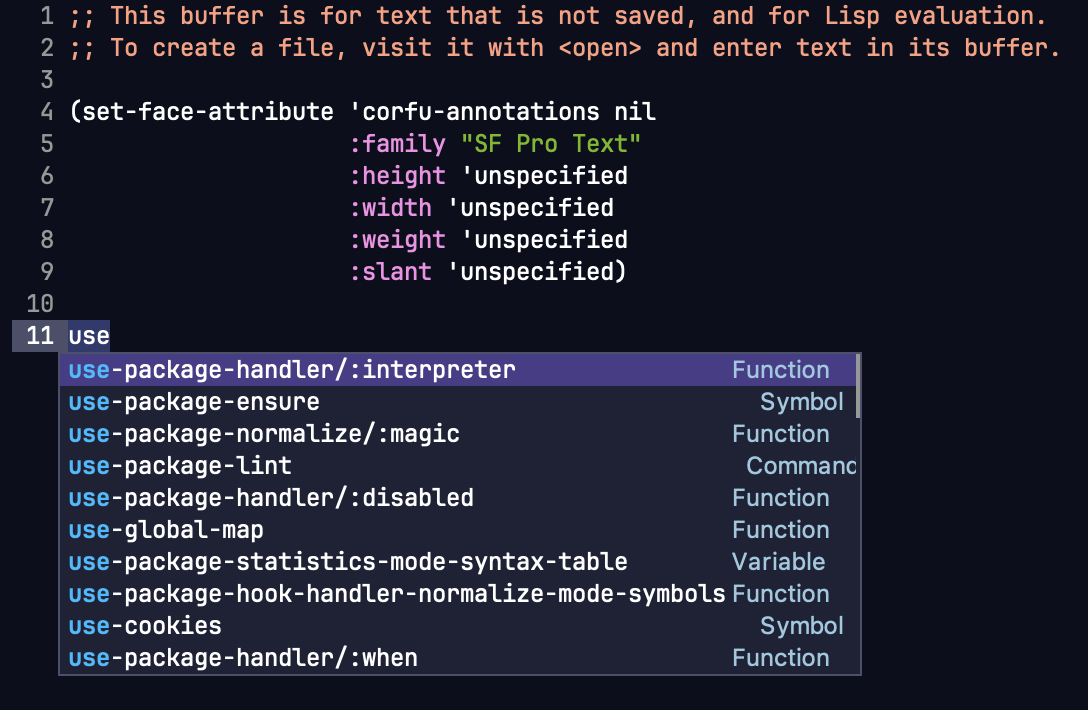 1 ;; This buffer is for text that is not saved, and for Lisp evaluation.
2 ;; To create a file, visit it with <open> and enter text in its buffer.
3
4 (set-face-attribute 'corfu-annotations nil
5 :family "SF Pro Text"
6 :height 'unspecified
7 :width 'unspecified
8 :weight 'unspecified
9 :slant 'unspecified)
10
11 use
use-package-handler/:interpreter Function
use-package-ensure Symbol
use-package-normalize/:magic Function
use-package-lint Command
use-package-handler/:disabled Function
use-global-map Function
use-package-statistics-mode-syntax-table Variable
use-package-hook-handler-normalize-mode-symbols Function
use-cookies Symbol
use-package-handler/:when Function